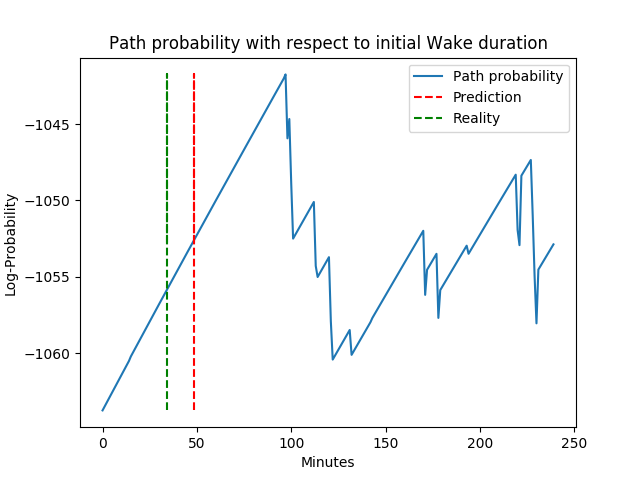 Path probability with respect to initial Wake duration
Path probability
Prediction
Reality
−1045
−1050
−1055
−1060
Log-Probability
0 50 100 150 200 250
Minutes